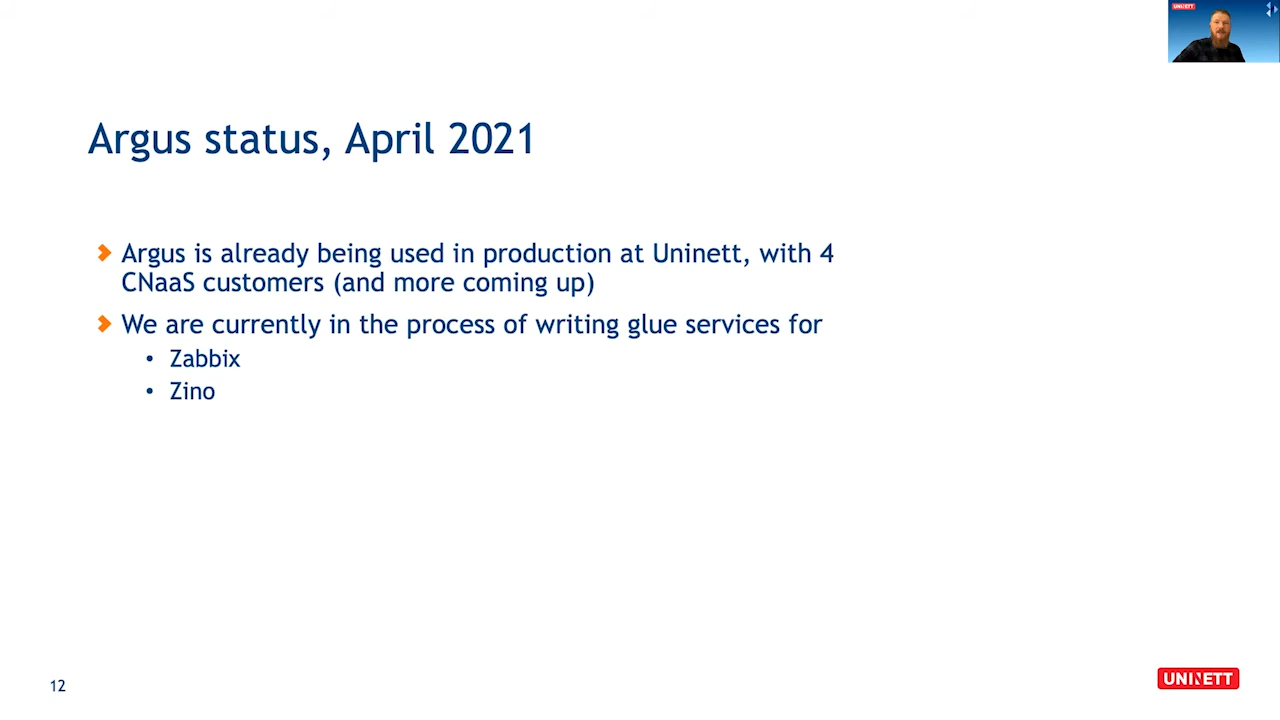 UNINETT
Argus status, April 2021
Argus is already being used in production at Uninett, with 4
CNaaS customers (and more coming up)
We are currently in the process of writing glue services for
• Zabbix
• Zino
12
UNINETT